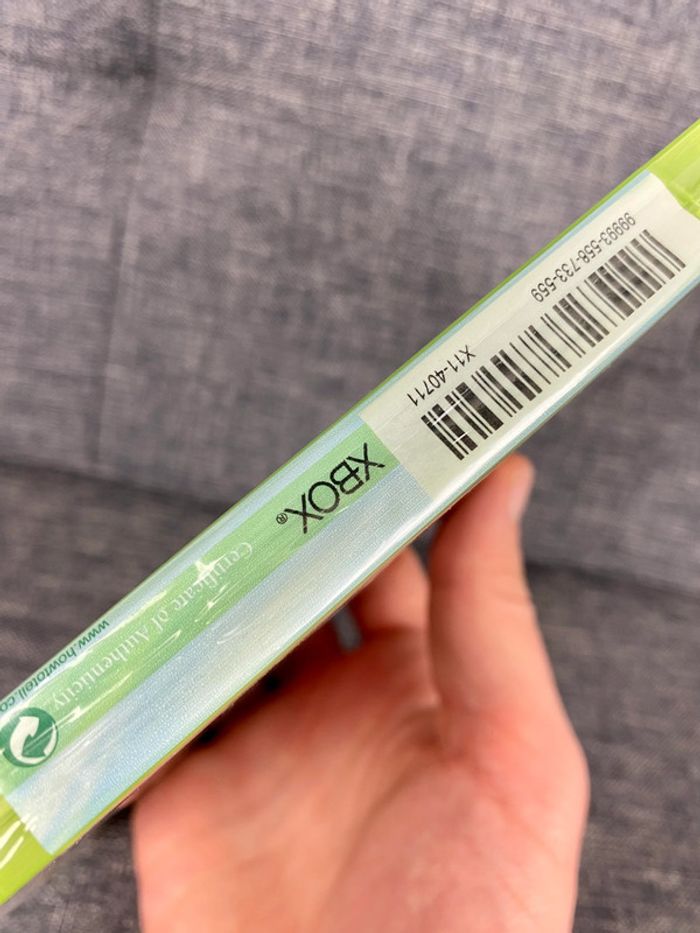 99993-558-733-559
X11-40711
XBOX®
Certificate of Authenticity
www.howtotell.co